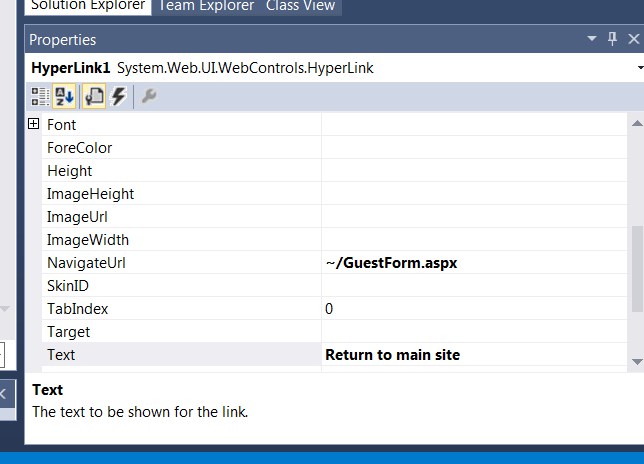 Solution Explorer Team Explorer Class View
Properties
HyperLink1 System.Web.UI.WebControls.HyperLink
Font
ForeColor
Height
ImageHeight
ImageUrl
ImageWidth
NavigateUrl ~/GuestForm.aspx
SkinID
TabIndex 0
Target
Text Return to main site
Text
The text to be shown for the link.